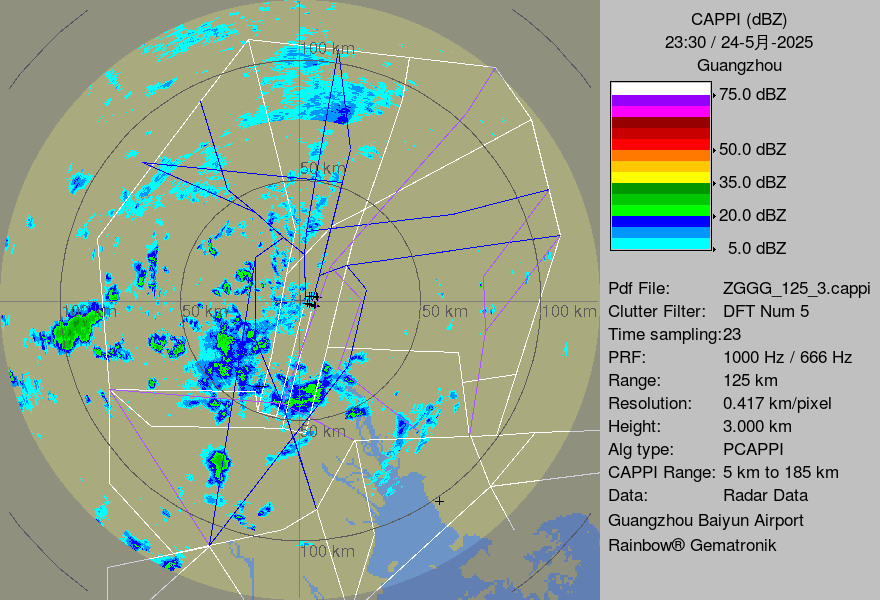 CAPPI (dBZ)
23:30 / 24-5月-2025
Guangzhou
75.0 dBZ
50.0 dBZ
35.0 dBZ
20.0 dBZ
5.0 dBZ
100 km
50 km
100 km
50 km
50 km
100 km
50 km
100 km
Pdf File: ZGGG_125_3.cappi
Clutter Filter: DFT Num 5
Time sampling:23
PRF: 1000 Hz / 666 Hz
Range: 125 km
Resolution: 0.417 km/pixel
Height: 3.000 km
Alg type: PCAPPI
CAPPI Range: 5 km to 185 km
Data: Radar Data
Guangzhou Baiyun Airport
Rainbow® Gematronik